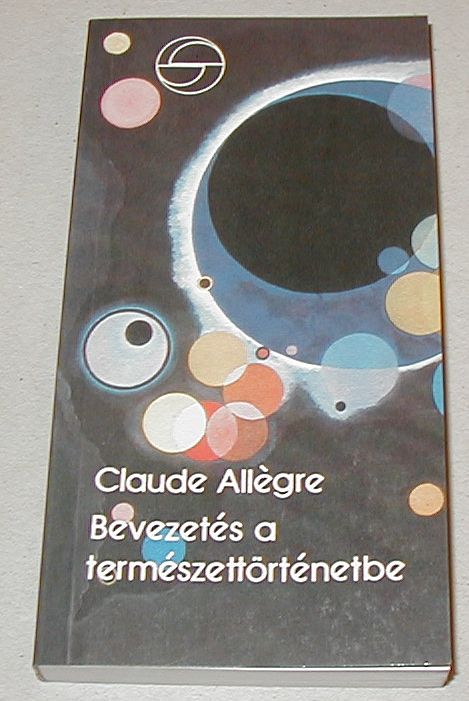 Claude Allègre
Bevezetés a
természettörténetbe